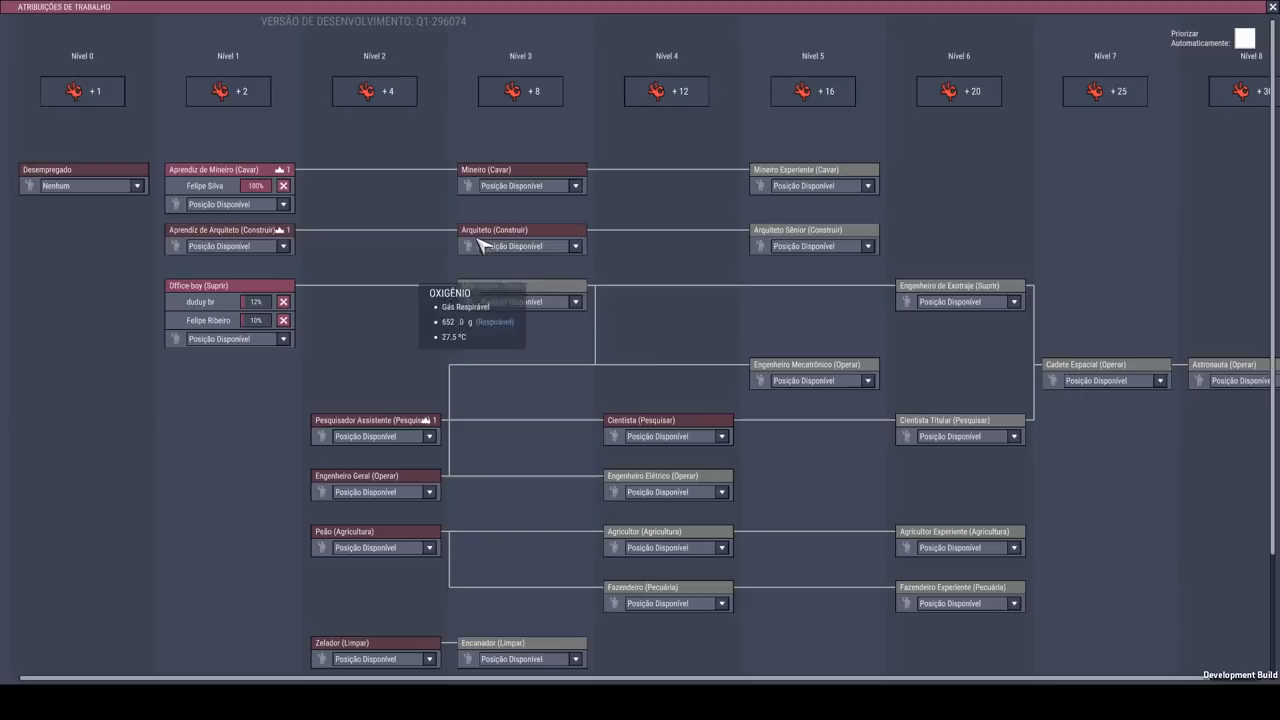 ATRIBUIÇÕES DE TRABALHO
VERSÃO DE DESENVOLVIMENTO: Q1-296074
Priorizar
Automaticamente:
Nível 0
Nível 1
Nível 2
Nível 3
Nível 4
Nível 5
Nível 6
Nível 7
Nível 8
+ 1
+ 2
+ 4
+ 8
+ 12
+ 16
+ 20
+ 25
Desempregado
Nenhum
Aprendiz de Mineiro (Cavar) 1
Felipe Silva 100%
Posição Disponível
Mineiro (Cavar)
Posição Disponível
Mineiro Experiente (Cavar)
Posição Disponível
Aprendiz de Arquiteto (Construir) 1
Posição Disponível
Arquiteto (Construir)
Posição Disponível
Arquiteto Sênior (Construir)
Posição Disponível
Office-boy (Suprir)
duduy br 12%
Felipe Ribeiro 10%
Posição Disponível
OXIGÊNIO
Gás Respirável
652 .0 g (Respirável)
27.5 ºC
Engenheiro de Exotraje (Suprir)
Posição Disponível
Engenheiro Mecatrônico (Operar)
Posição Disponível
Cadete Espacial (Operar)
Posição Disponível
Astronauta (Operar)
Posição Disponíve
Pesquisador Assistente 1
Posição Disponível
Cientista (Pesquisar)
Posição Disponível
Cientista Titular (Pesquisar)
Posição Disponível
Engenheiro Geral (Operar)
Posição Disponível
Engenheiro Elétrico (Operar)
Posição Disponível
Peão (Agricultura)
Posição Disponível
Agricultor (Agricultura)
Posição Disponível
Agricultor Experiente (Agricultura)
Posição Disponível
Fazendeiro (Pecuária)
Posição Disponível
Fazendeiro Experiente (Pecuária)
Posição Disponível
Zelador (Limpar)
Posição Disponível
Encanador (Limpar)
Posição Disponível
Development Build